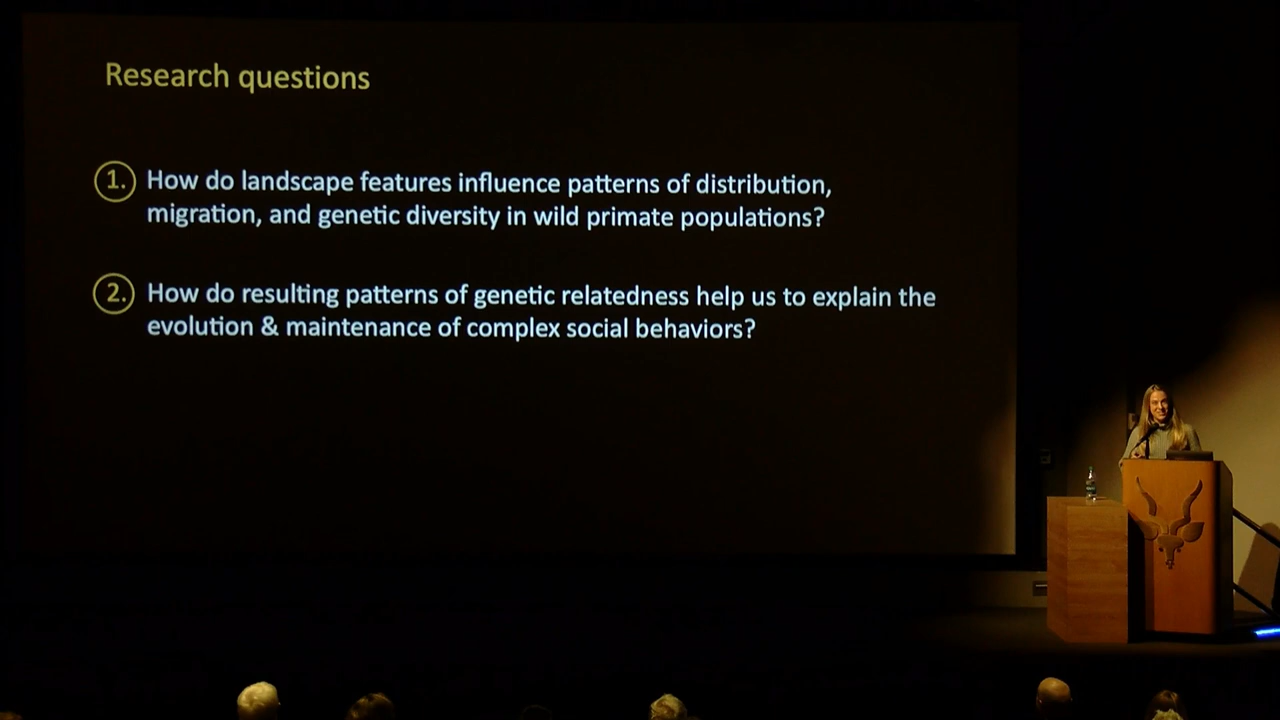 Research questions
1. How do landscape features influence patterns of distribution,
migration, and genetic diversity in wild primate populations?
2. How do resulting patterns of genetic relatedness help us to explain the
evolution & maintenance of complex social behaviors?